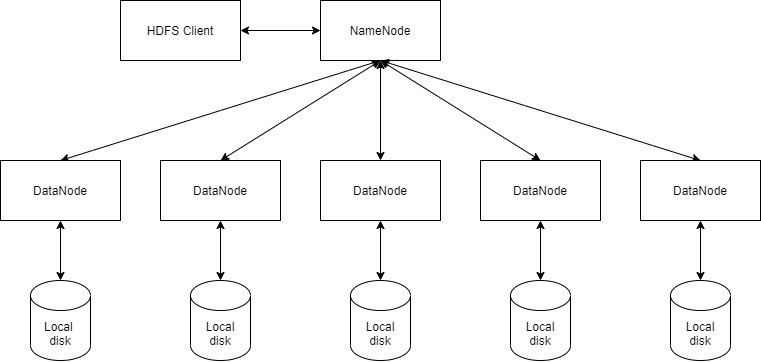 HDFS Client
NameNode
DataNode
DataNode
DataNode
DataNode
DataNode
Local
disk
Local
disk
Local
disk
Local
disk
Local
disk